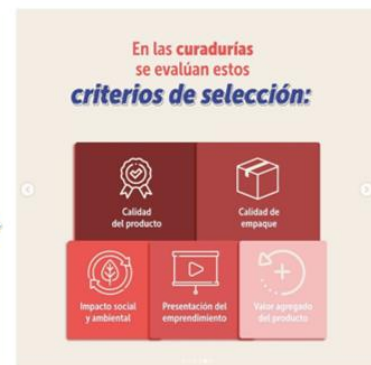 En las curadurías
se evalúan estos
criterios de selección:
Calidad
del producto
Calidad de
empaque
Impacto social
y ambiental
Presentación del
emprendimiento
Valor agregado
del producto